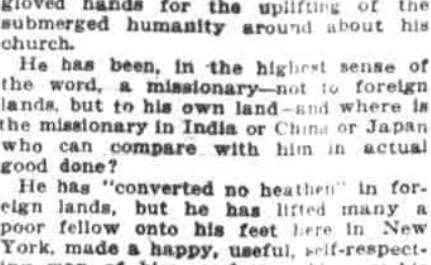 gloved hands for the uplifting of the
submerged humanity around about his
church.
He has been, in the highest sense of
the word, a missionary—not to foreign
lands, but to his own land—and where is
the missionary in India or China or Japan
who can compare with him in actual
good done?
He has "converted no heathen" in for-
eign lands, but he has lifted many a
poor fellow onto his feet here in New
York, made a happy, useful, self-respect-
ing man of him